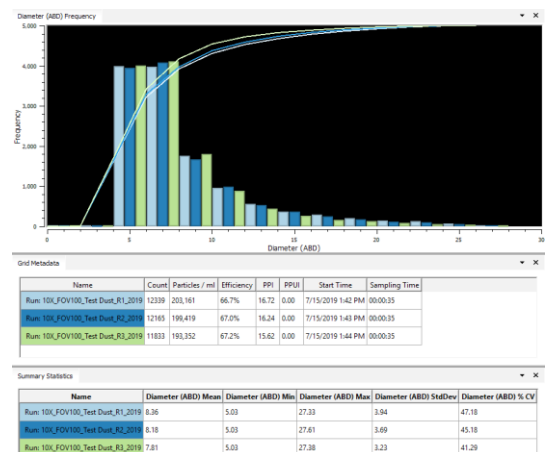 Diameter (ABD) Frequency
5,000
4,000
3,000
2,000
1,000
0
Frequency
0 5 10 15 20 25 30
Diameter (ABD)
Grid Metadata
Name Count Particles / ml Efficiency PPI PPUI Start Time Sampling Time
Run: 10X_FOV100_Test Dust_R1_2019 12339 203,161 66.7% 16.72 0.00 7/15/2019 1:42 PM 00:00:35
Run: 10X_FOV100_Test Dust_R2_2019 12165 199,419 67.0% 16.24 0.00 7/15/2019 1:43 PM 00:00:35
Run: 10X_FOV100_Test Dust_R3_2019 11833 193,352 67.2% 15.62 0.00 7/15/2019 1:44 PM 00:00:35
Summary Statistics
Name Diameter (ABD) Mean Diameter (ABD) Min Diameter (ABD) Max Diameter (ABD) StdDev Diameter (ABD) % CV
Run: 10X_FOV100_Test Dust_R1_2019 8.36 5.03 27.33 3.94 47.18
Run: 10X_FOV100_Test Dust_R2_2019 8.18 5.03 27.61 3.69 45.18
Run: 10X_FOV100_Test Dust_R3_2019 7.81 5.03 27.38 3.23 41.29